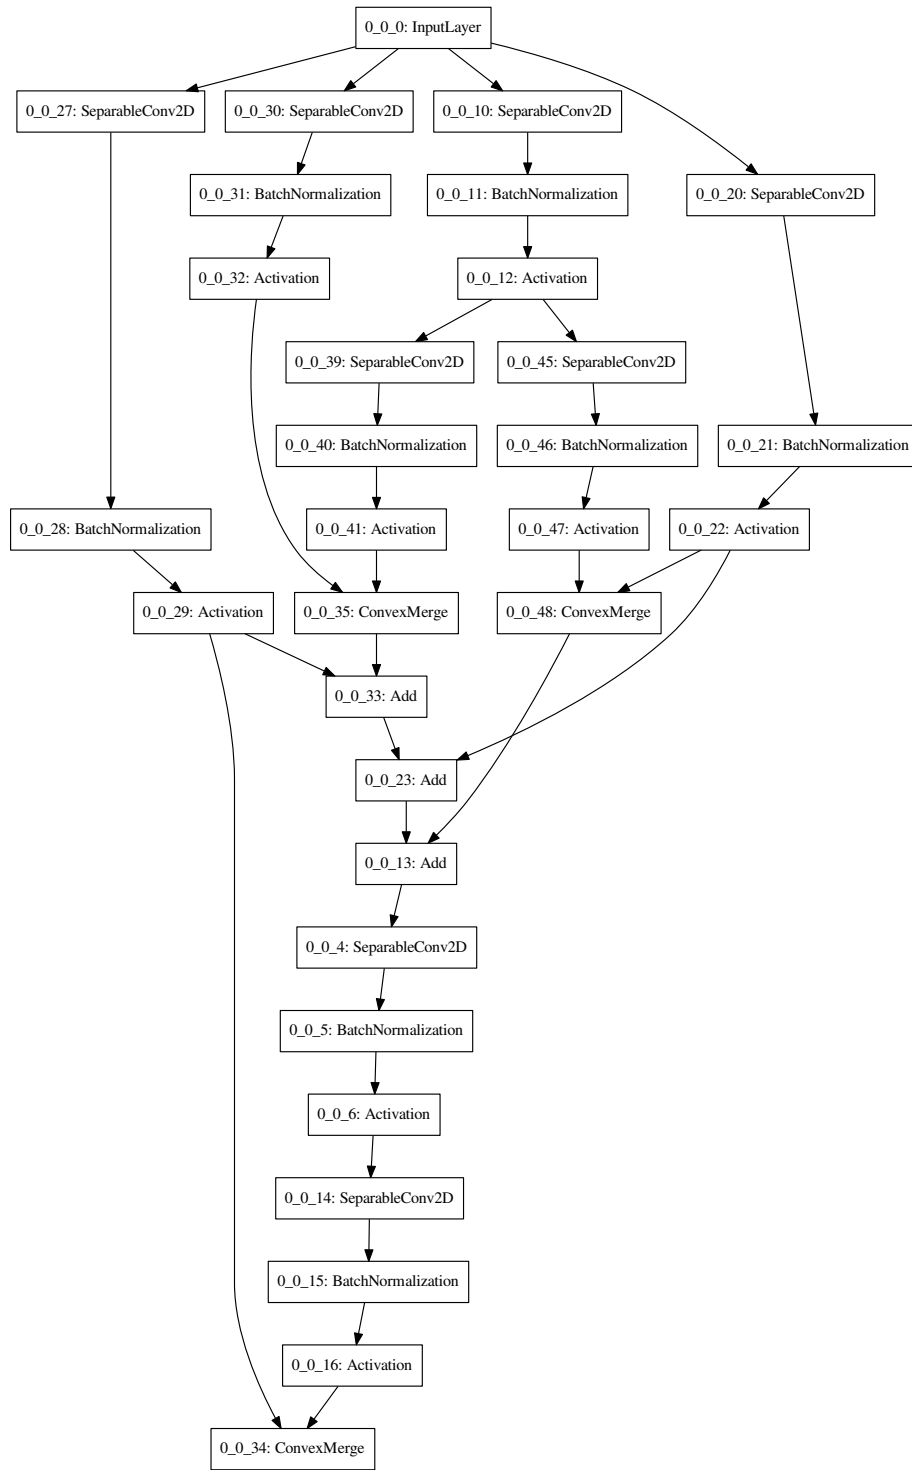 0_0_0: InputLayer
0_0_27: SeparableConv2D
0_0_30: SeparableConv2D
0_0_10: SeparableConv2D
0_0_31: BatchNormalization
0_0_11: BatchNormalization
0_0_20: SeparableConv2D
0_0_32: Activation
0_0_12: Activation
0_0_39: SeparableConv2D
0_0_45: SeparableConv2D
0_0_40: BatchNormalization
0_0_46: BatchNormalization
0_0_21: BatchNormalization
0_0_28: BatchNormalization
0_0_41: Activation
0_0_47: Activation
0_0_22: Activation
0_0_29: Activation
0_0_35: ConvexMerge
0_0_48: ConvexMerge
0_0_33: Add
0_0_23: Add
0_0_13: Add
0_0_4: SeparableConv2D
0_0_5: BatchNormalization
0_0_6: Activation
0_0_14: SeparableConv2D
0_0_15: BatchNormalization
0_0_16: Activation
0_0_34: ConvexMerge